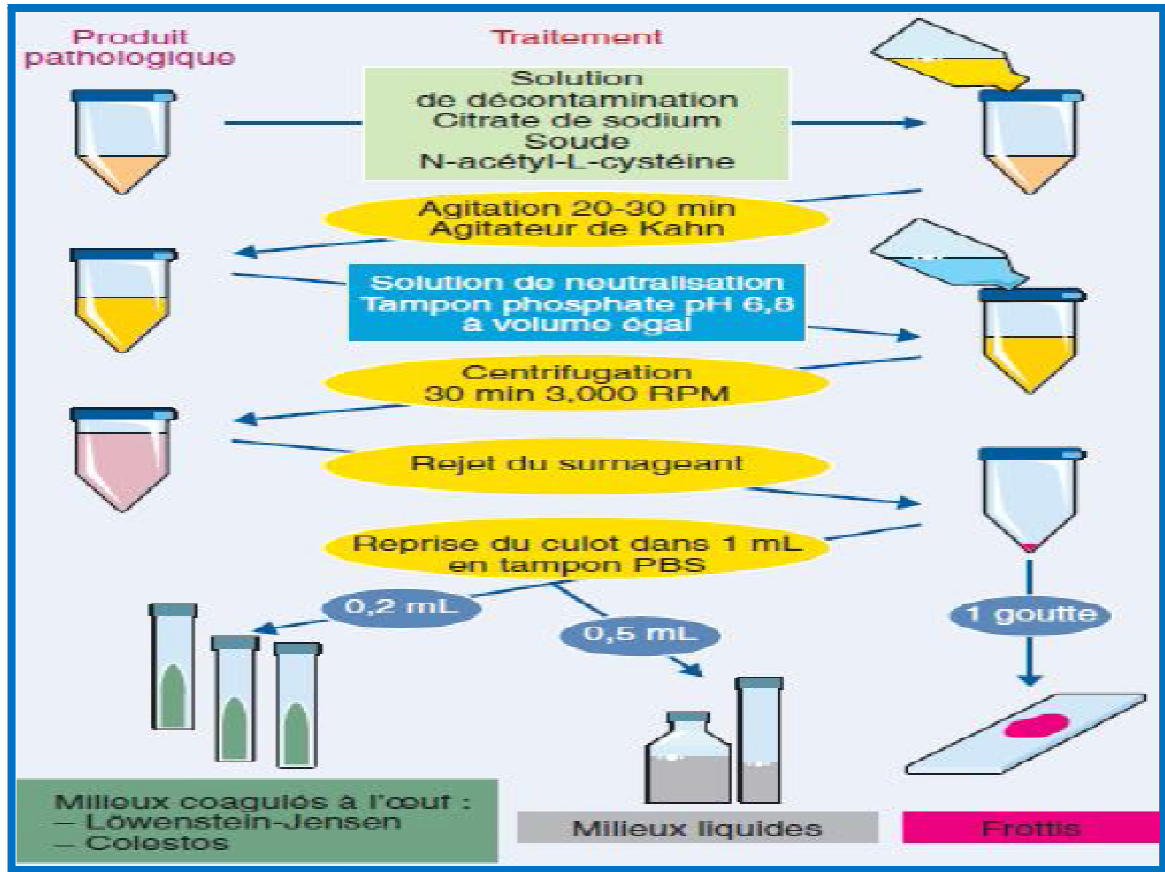 Produit
pathologique
Traitement
Solution
de décontamination
Citrate de sodium
Soude
N-acétyl-L-cystéine
Agitation 20-30 min
Agitateur de Kahn
Solution de neutralisation
Tampon phosphate pH 6,8
à volume égal
Centrifugation
30 min 3,000 RPM
Rejet du surnageant
Reprise du culot dans 1 mL
en tampon PBS
0,2 mL
0,5 mL
1 goutte
Milieux coagulés à l'œuf :
– Löwenstein-Jensen
– Colestos
Milieux liquides
Frottis